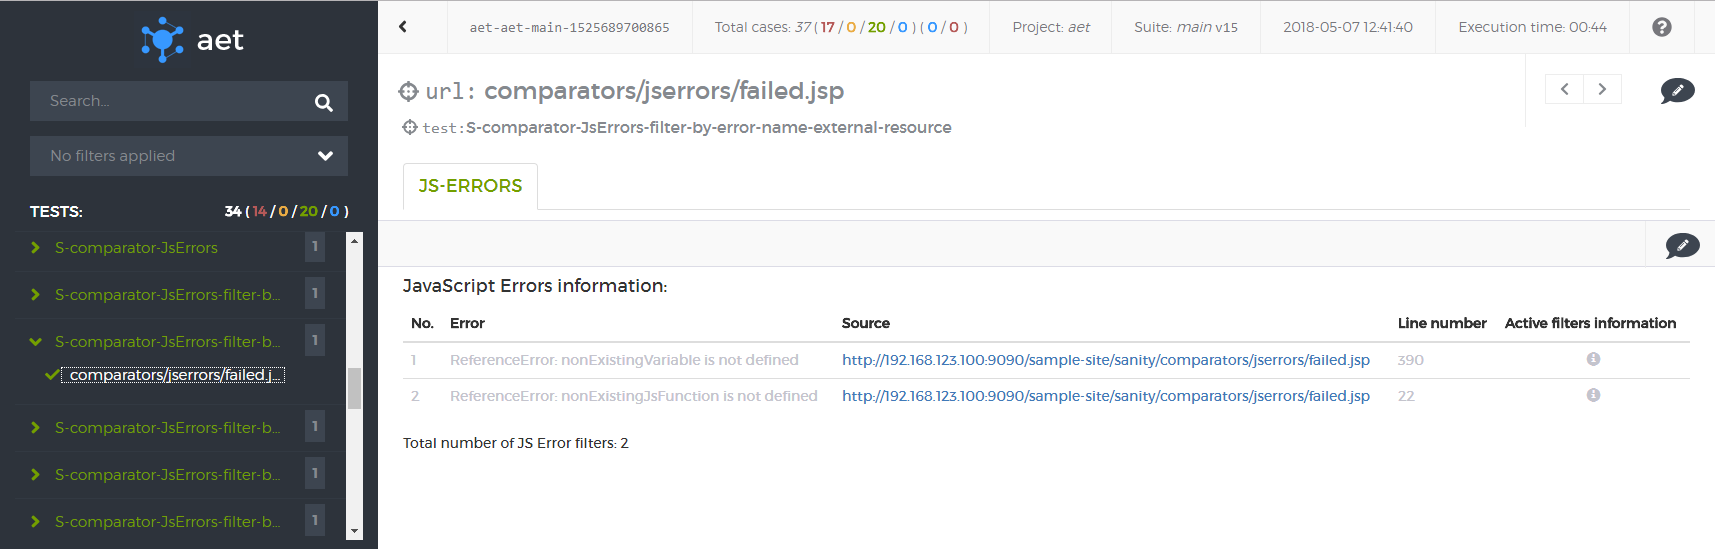 aet
Search...
No filters applied
TESTS: 34 ( 14 / 0 / 20 / 0 )
S-comparator-JsErrors 1
S-comparator-JsErrors-filter-b... 1
S-comparator-JsErrors-filter-b... 1
comparators/jserrors/failed.j...
S-comparator-JsErrors-filter-b... 1
S-comparator-JsErrors-filter-b... 1
S-comparator-JsErrors-filter-b... 1
aet-aet-main-1525689700865 Total cases: 37 ( 17 / 0 / 20 / 0 ) ( 0 / 0 ) Project: aet Suite: main v15 2018-05-07 12:41:40 Execution time: 00:44 ?
url: comparators/jserrors/failed.jsp
test:S-comparator-JsErrors-filter-by-error-name-external-resource
JS-ERRORS
JavaScript Errors information:
No. Error Source Line number Active filters information
1 ReferenceError: nonExistingVariable is not defined http://192.168.123.100:9090/sample-site/sanity/comparators/jserrors/failed.jsp 390
2 ReferenceError: nonExistingJsFunction is not defined http://192.168.123.100:9090/sample-site/sanity/comparators/jserrors/failed.jsp 22
Total number of JS Error filters: 2